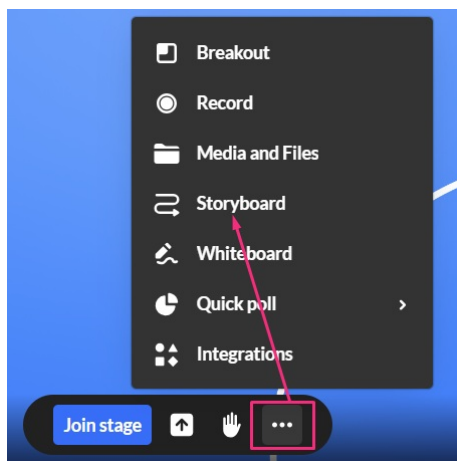 Breakout
Record
Media and Files
Storyboard
Whiteboard
Quick poll
Integrations
Join stage